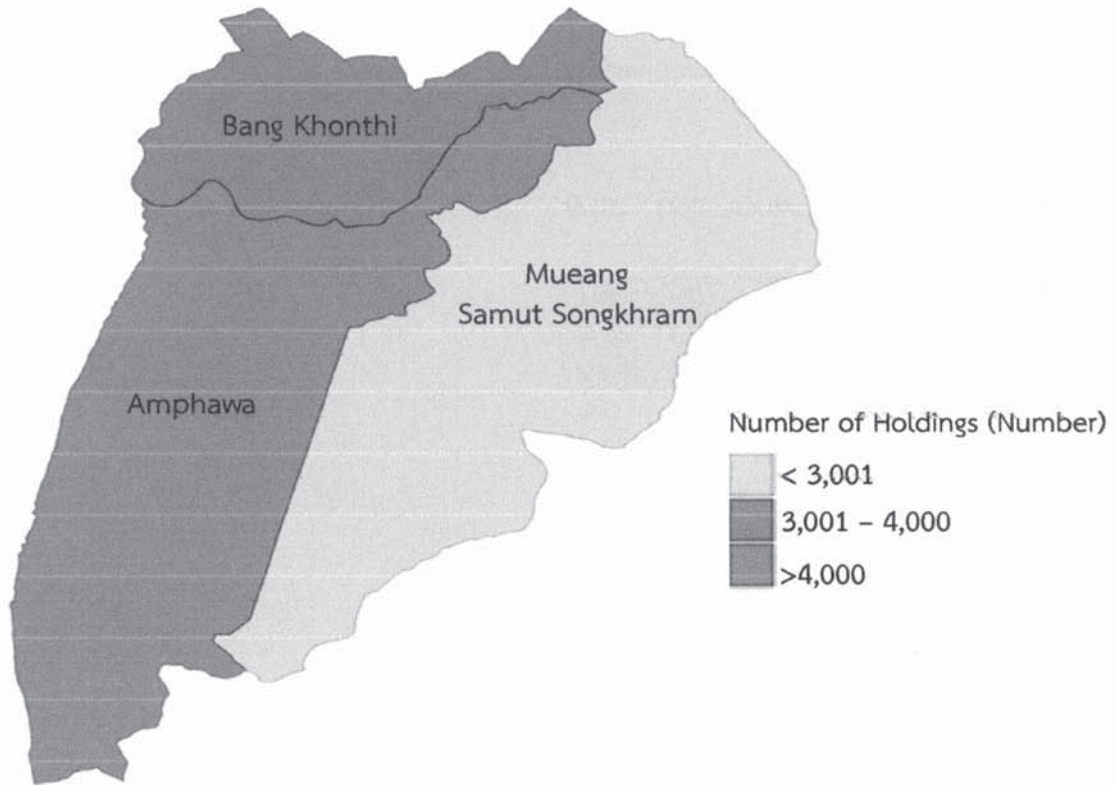 Bang Khonthi
Mueang
Samut Songkhram
Amphawa
Number of Holdings (Number)
< 3,001
3,001 – 4,000
>4,000